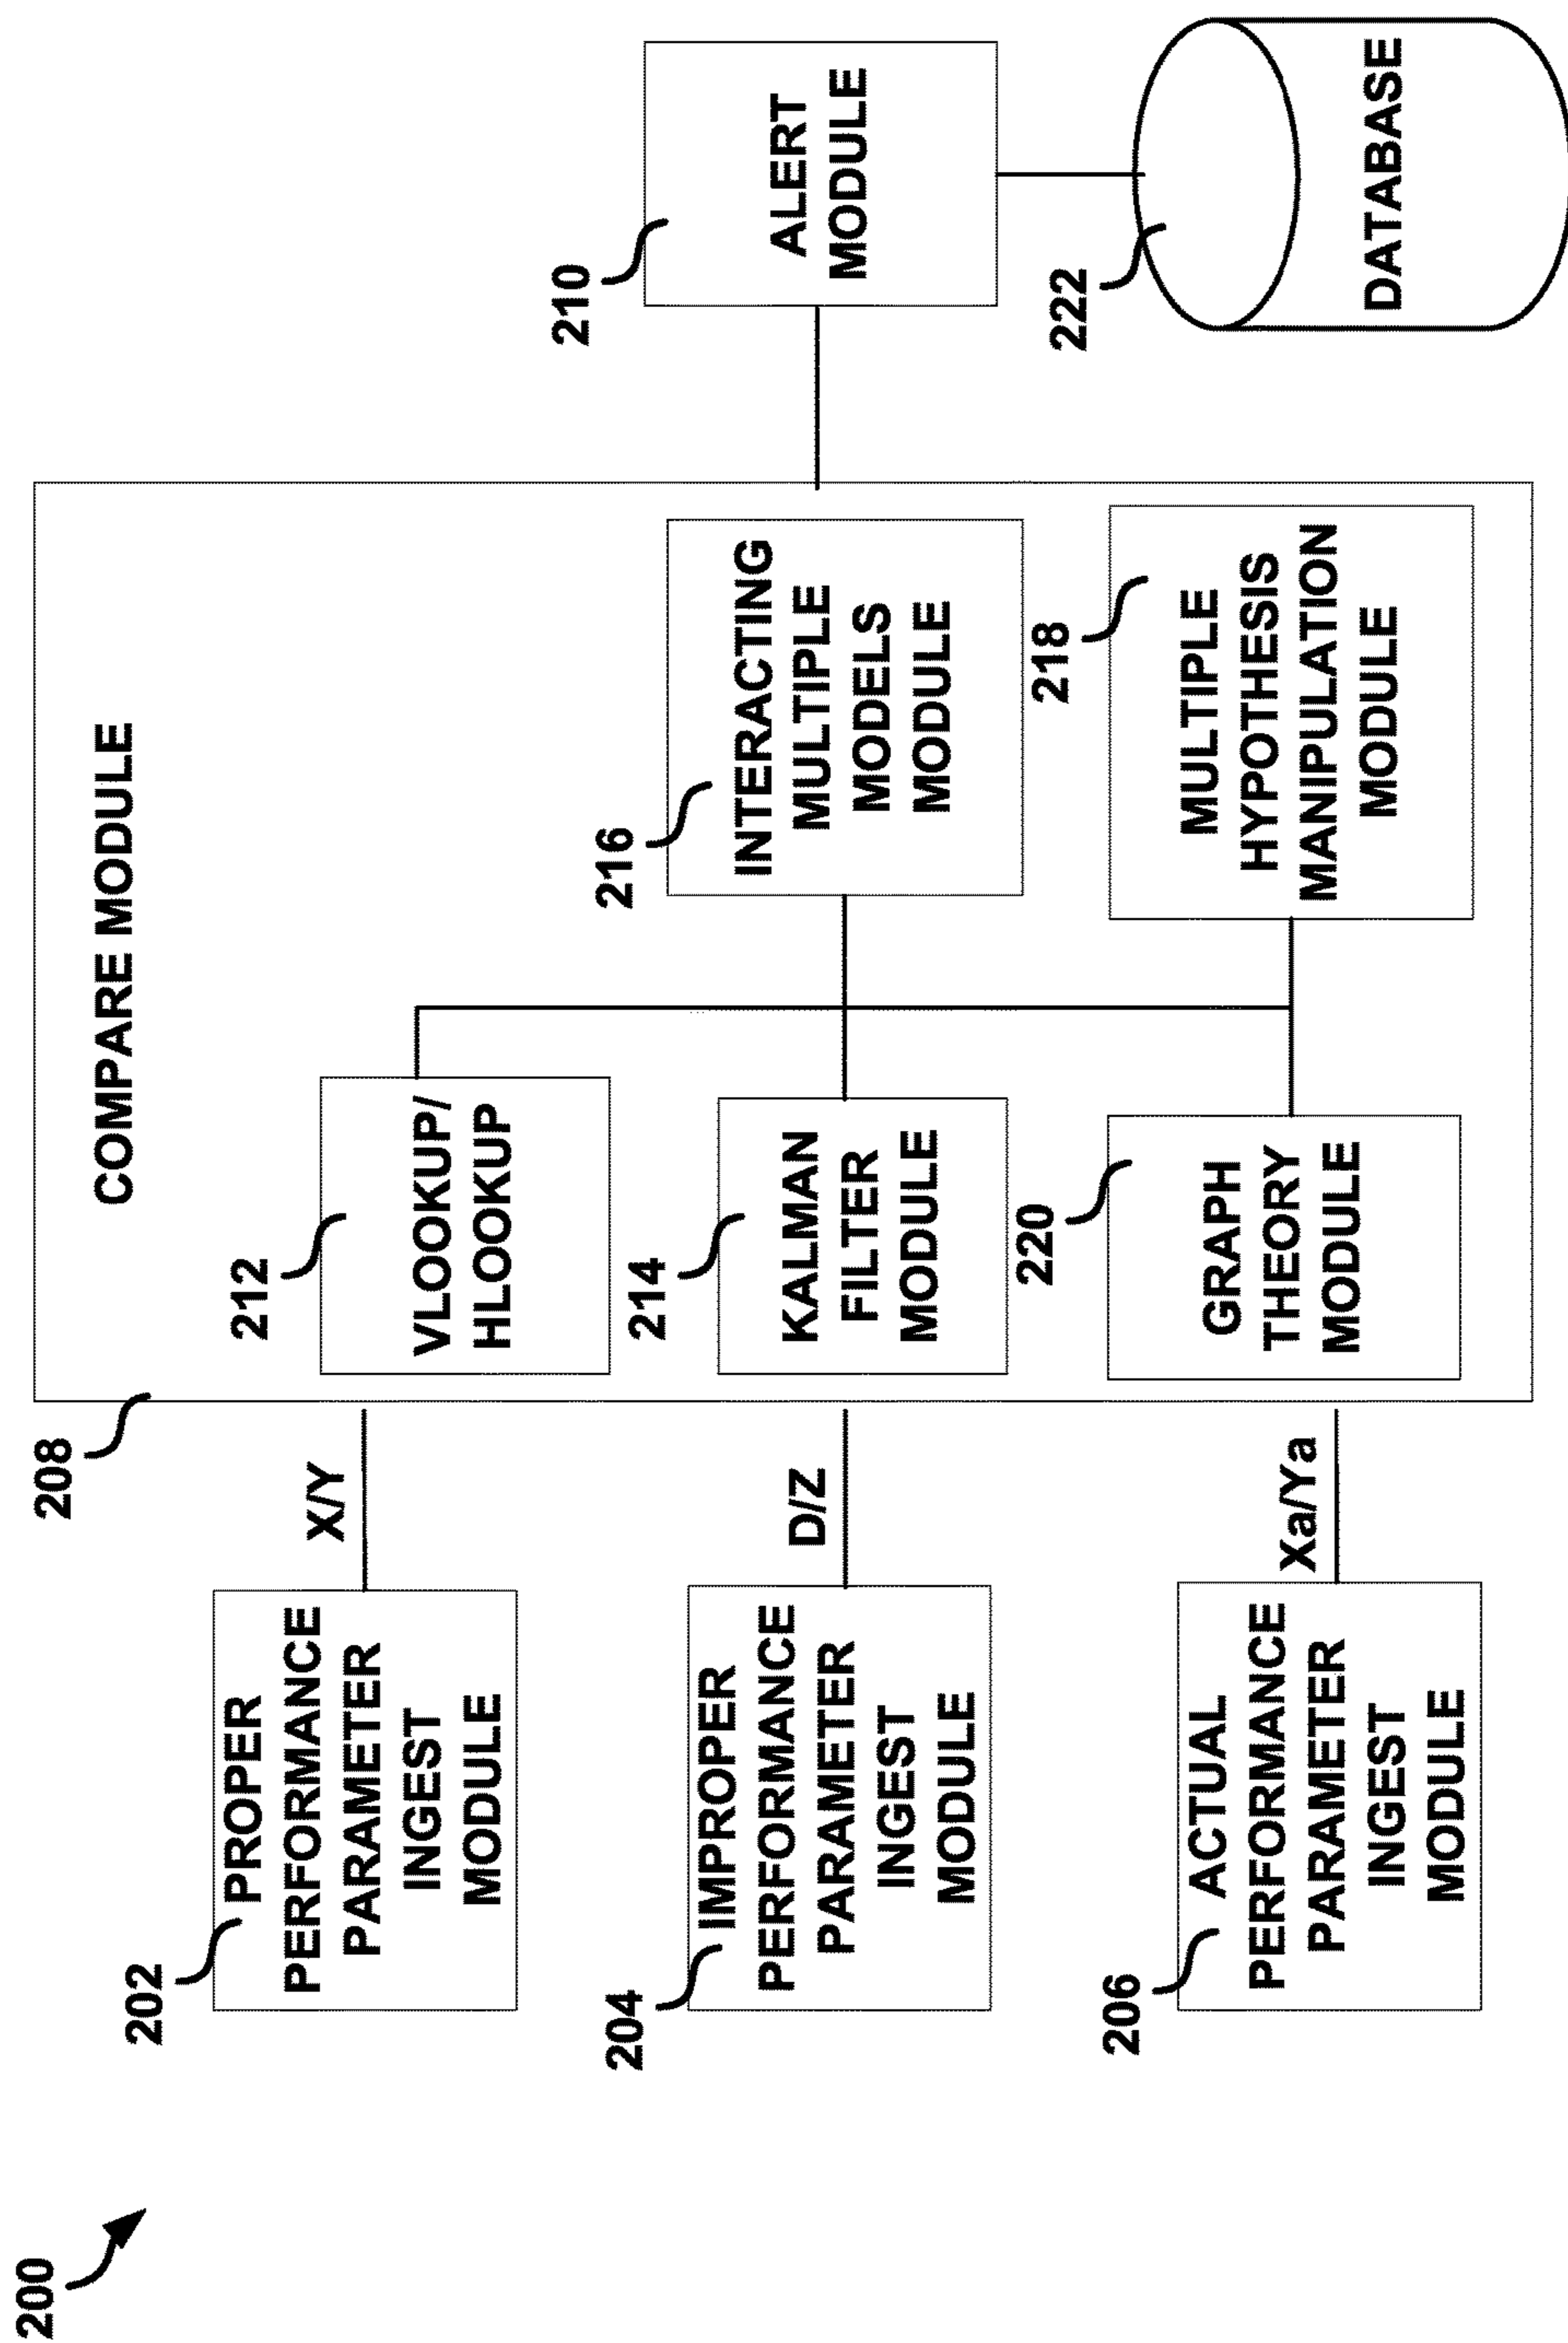 200
202
PROPER
PERFORMANCE
PARAMETER
INGEST
MODULE
X/Y
204
IMPROPER
PERFORMANCE
PARAMETER
INGEST
MODULE
D/Z
206
ACTUAL
PERFORMANCE
PARAMETER
INGEST
MODULE
Xa/Ya
208
COMPARE MODULE
212
VLOOKUP/
HLOOKUP
214
KALMAN
FILTER
MODULE
220
GRAPH
THEORY
MODULE
216
INTERACTING
MULTIPLE
MODELS
MODULE
218
MULTIPLE
HYPOTHESIS
MANIPULATION
MODULE
210
ALERT
MODULE
222
DATABASE